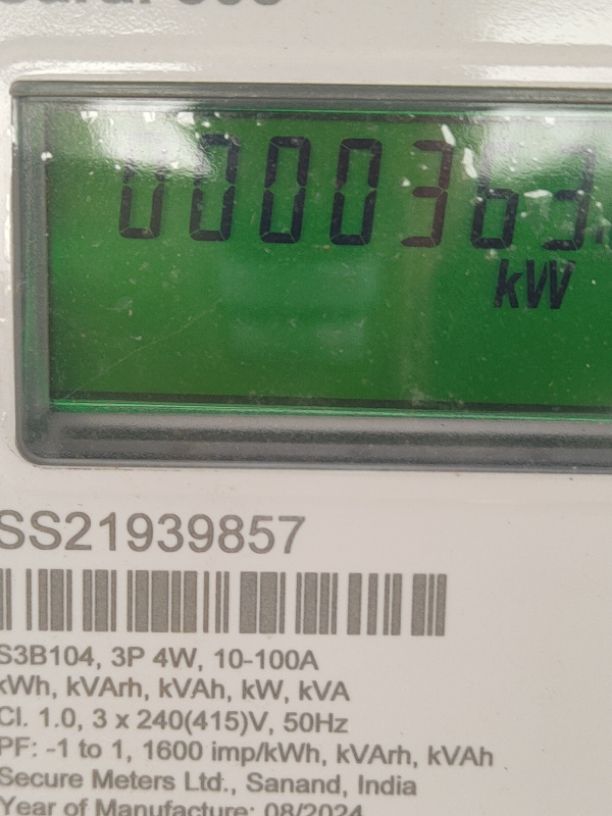 0000363
kW
SS21939857
S3B104, 3P 4W, 10-100A
kWh, kVArh, kVAh, kW, kVA
Cl. 1.0, 3 x 240(415)V, 50Hz
PF: -1 to 1, 1600 imp/kWh, kVArh, kVAh
Secure Meters Ltd., Sanand, India
Year of Manufacture: 08/2024